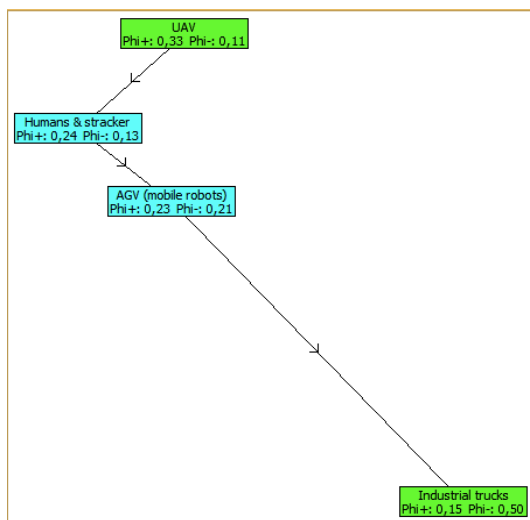 UAV
Phi+: 0,33 Phi-: 0,11
Humans & stracker
Phi+: 0,24 Phi-: 0,13
AGV (mobile robots)
Phi+: 0,23 Phi-: 0,21
Industrial trucks
Phi+: 0,15 Phi-: 0,50